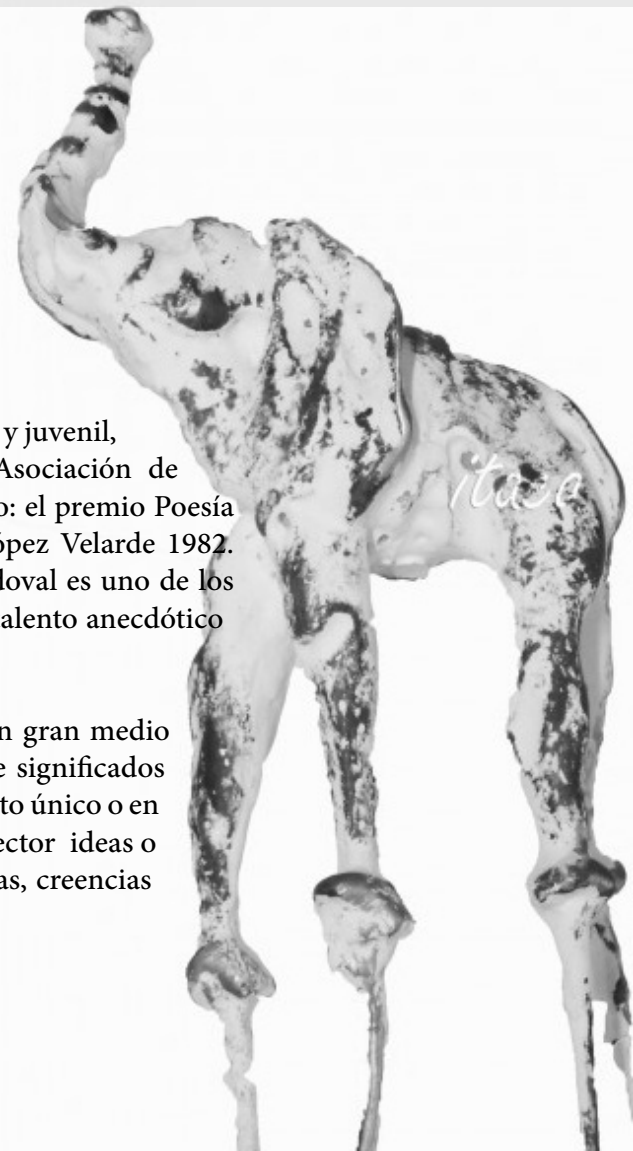 y juvenil,
Asociación de
o: el premio Poesía
ópez Velarde 1982.
doval es uno de los
alento anecdótico
n gran medio
e significados
to único o en
ector ideas o
as, creencias
itasa